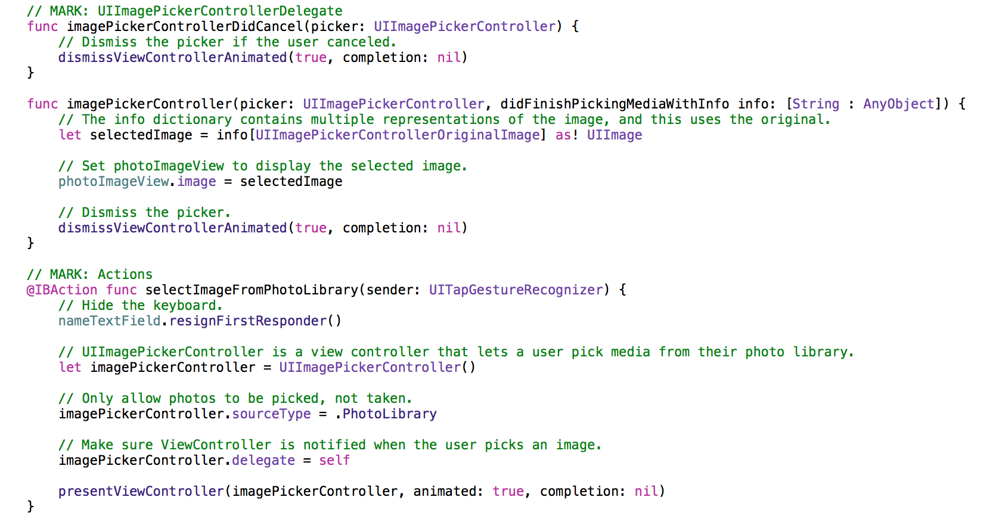 // MARK: UIImagePickerControllerDelegate
func imagePickerControllerDidCancel(picker: UIImagePickerController) {
    // Dismiss the picker if the user canceled.
    dismissViewControllerAnimated(true, completion: nil)
}

func imagePickerController(picker: UIImagePickerController, didFinishPickingMediaWithInfo info: [String : AnyObject]) {
    // The info dictionary contains multiple representations of the image, and this uses the original.
    let selectedImage = info[UIImagePickerControllerOriginalImage] as! UIImage

    // Set photoImageView to display the selected image.
    photoImageView.image = selectedImage

    // Dismiss the picker.
    dismissViewControllerAnimated(true, completion: nil)
}

// MARK: Actions
@IBAction func selectImageFromPhotoLibrary(sender: UITapGestureRecognizer) {
    // Hide the keyboard.
    nameTextField.resignFirstResponder()

    // UIImagePickerController is a view controller that lets a user pick media from their photo library.
    let imagePickerController = UIImagePickerController()

    // Only allow photos to be picked, not taken.
    imagePickerController.sourceType = .PhotoLibrary

    // Make sure ViewController is notified when the user picks an image.
    imagePickerController.delegate = self

    presentViewController(imagePickerController, animated: true, completion: nil)
}